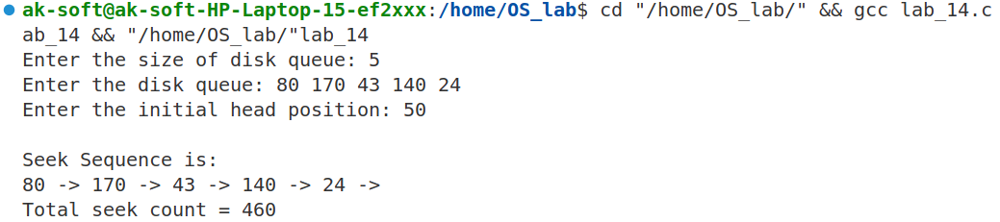 ak-soft@ak-soft-HP-Laptop-15-ef2xxx:/home/OS_lab$ cd "/home/OS_lab/" && gcc lab_14.c
ab_14 && "/home/OS_lab/"lab_14
Enter the size of disk queue: 5
Enter the disk queue: 80 170 43 140 24
Enter the initial head position: 50
Seek Sequence is:
80 -> 170 -> 43 -> 140 -> 24 ->
Total seek count = 460